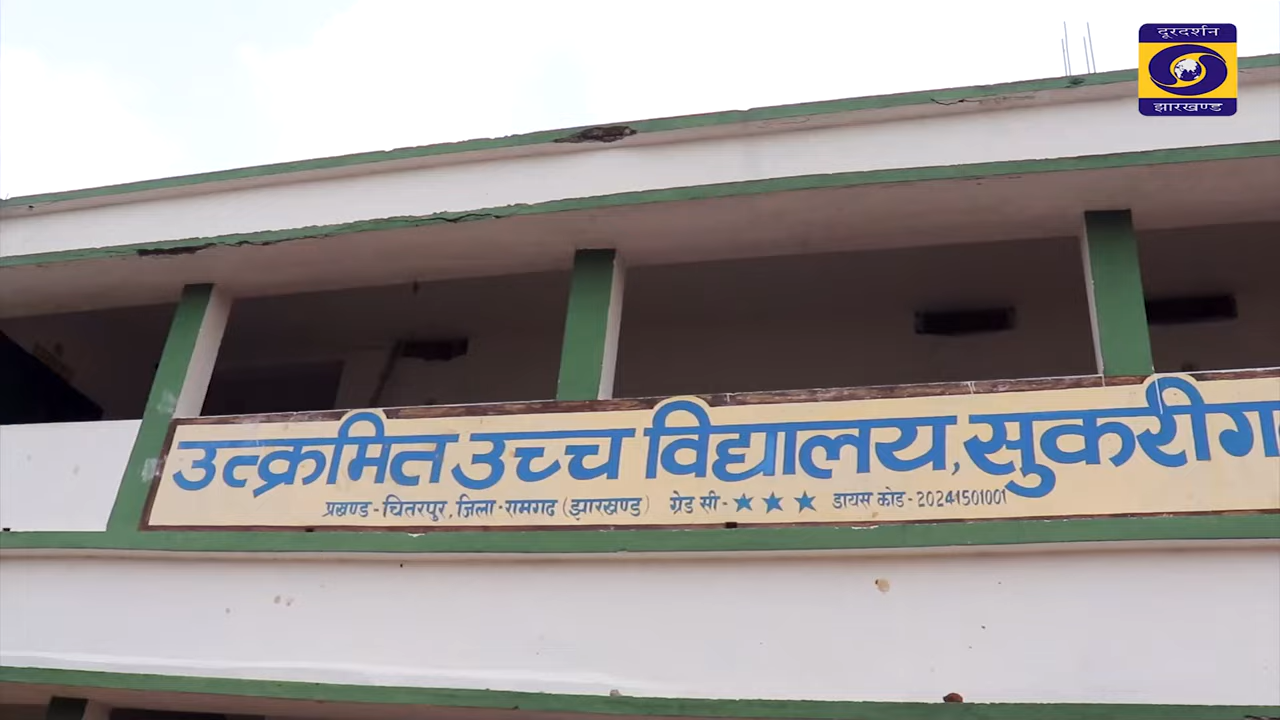 दूरदर्शन
झारखण्ड
उत्क्रमित उच्च विद्यालय, सुकरीग
प्रखण्ड - चितरपुर, जिला - रामगढ (झारखण्ड) ग्रेड सी - ★ ★ ★ डायस कोड - 20241501001